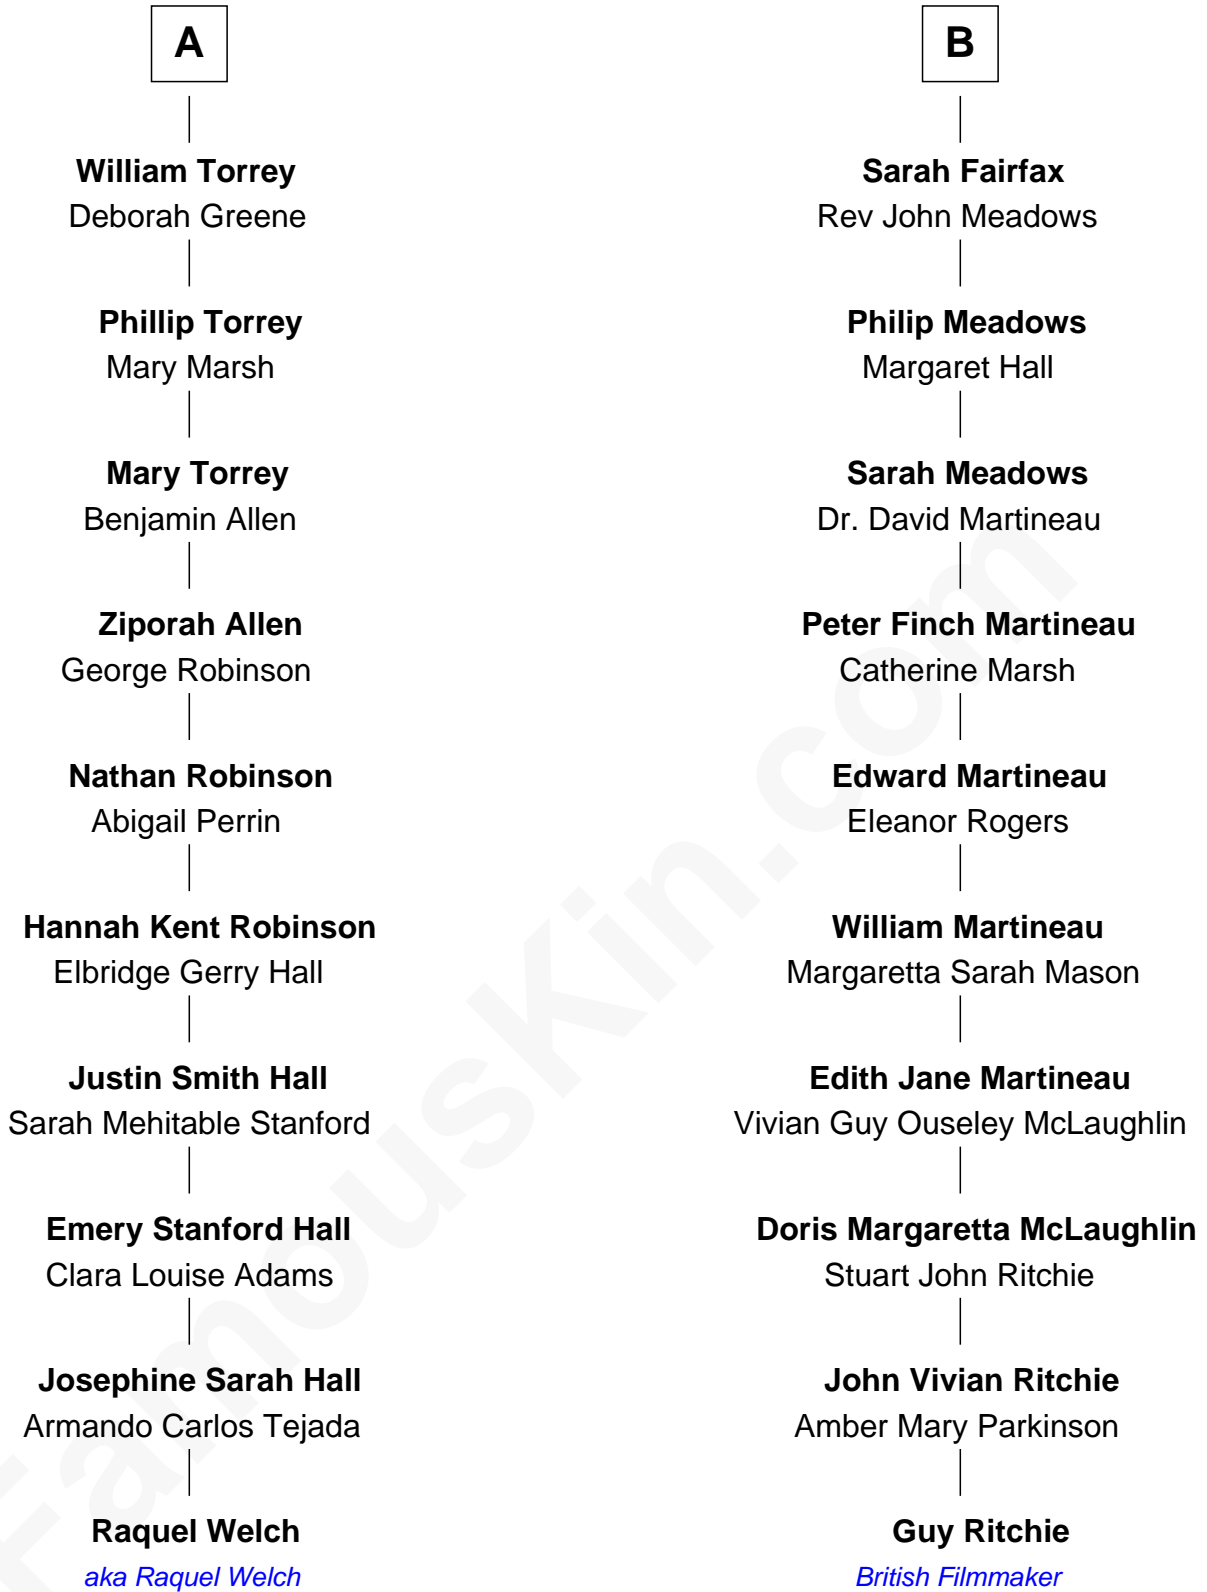 A
William Torrey
Deborah Greene
Phillip Torrey
Mary Marsh
Mary Torrey
Benjamin Allen
Ziporah Allen
George Robinson
Nathan Robinson
Abigail Perrin
Hannah Kent Robinson
Elbridge Gerry Hall
Justin Smith Hall
Sarah Mehitable Stanford
Emery Stanford Hall
Clara Louise Adams
Josephine Sarah Hall
Armando Carlos Tejada
Raquel Welch
aka Raquel Welch
B
Sarah Fairfax
Rev John Meadows
Philip Meadows
Margaret Hall
Sarah Meadows
Dr. David Martineau
Peter Finch Martineau
Catherine Marsh
Edward Martineau
Eleanor Rogers
William Martineau
Margaretta Sarah Mason
Edith Jane Martineau
Vivian Guy Ouseley McLaughlin
Doris Margaretta McLaughlin
Stuart John Ritchie
John Vivian Ritchie
Amber Mary Parkinson
Guy Ritchie
British Filmmaker
FamousKin.com